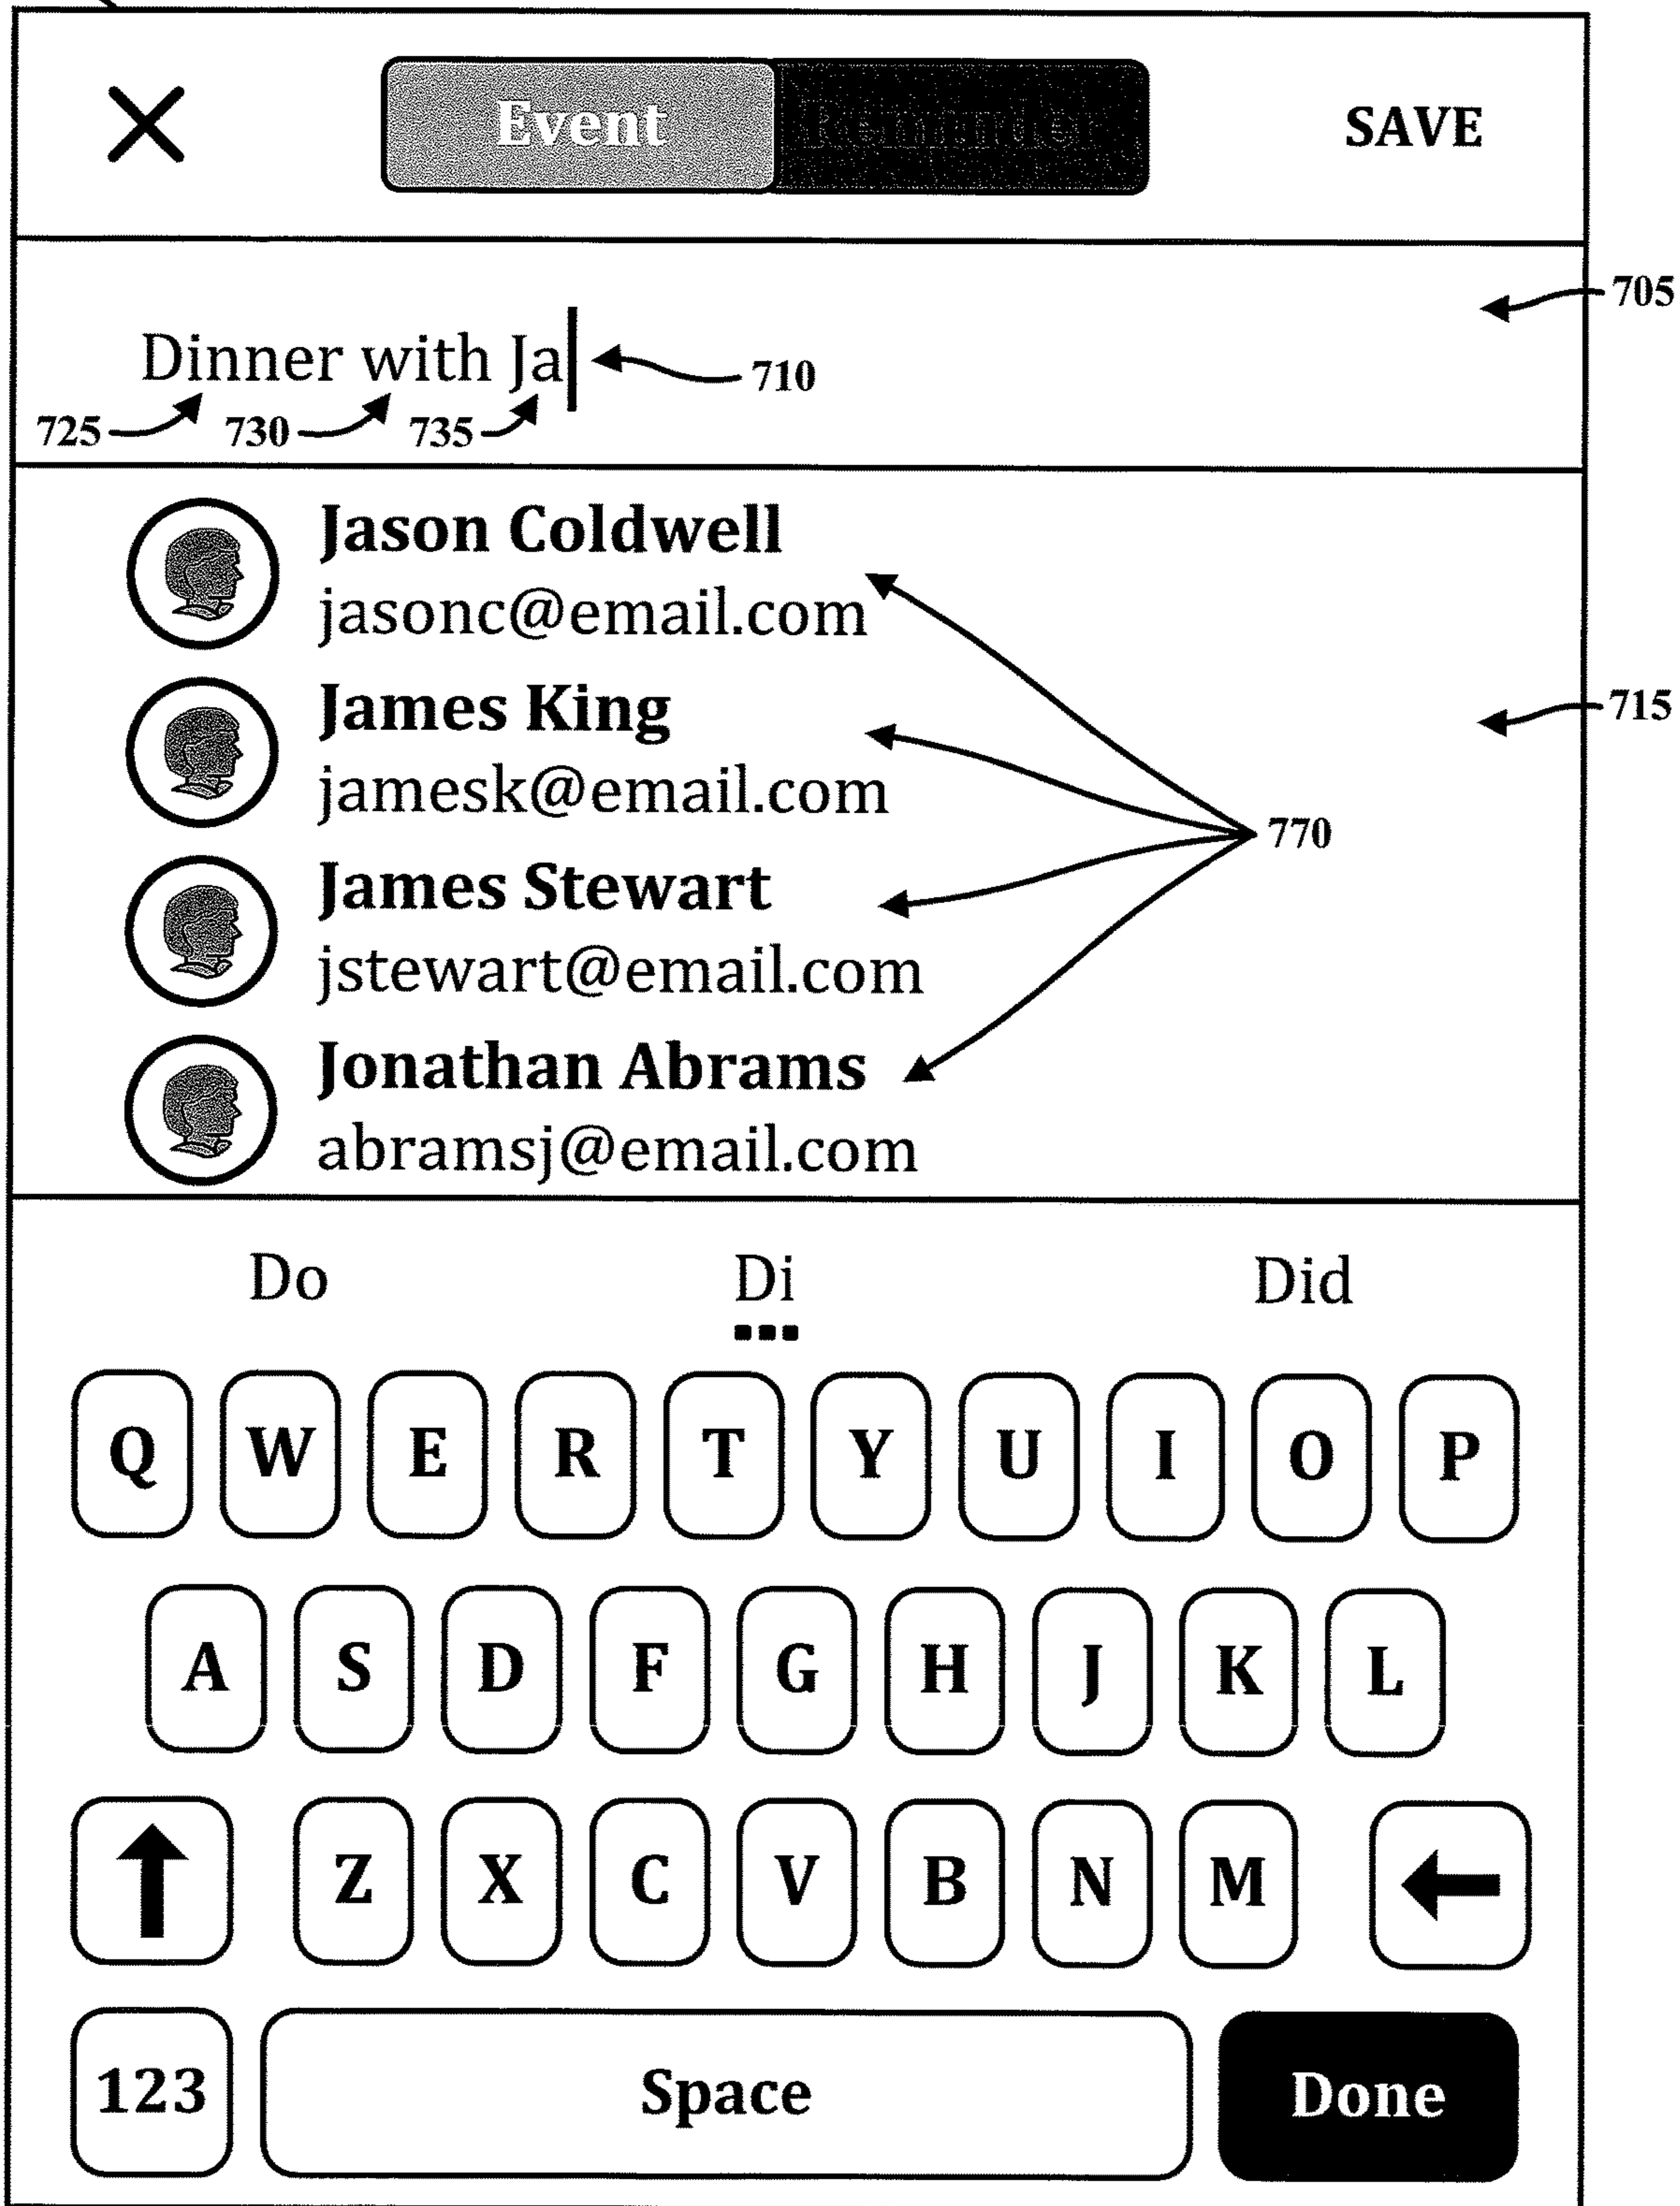 Event Reminder SAVE
705
Dinner with Ja
710
725 730 735
Jason Coldwell
jasonc@email.com
James King
715
jamesk@email.com
770
James Stewart
jstewart@email.com
Jonathan Abrams
abramsj@email.com
Do Di Did
Q W E R T Y U I O P
A S D F G H J K L
Z X C V B N M
123 Space Done